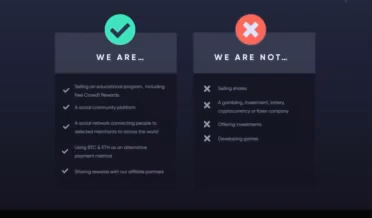 WE ARE...
Selling an educational program, including
free Crowd1 Rewards.
A social community platform
A social network connecting people to
selected merchants all across the world
Using BTC & ETH as an alternative
payment method
Sharing rewards with our affiliate partners
WE ARE NOT...
Selling shares
A gambling, investment, lottery,
cryptocurrency or forex company
Offering investments
Developing games